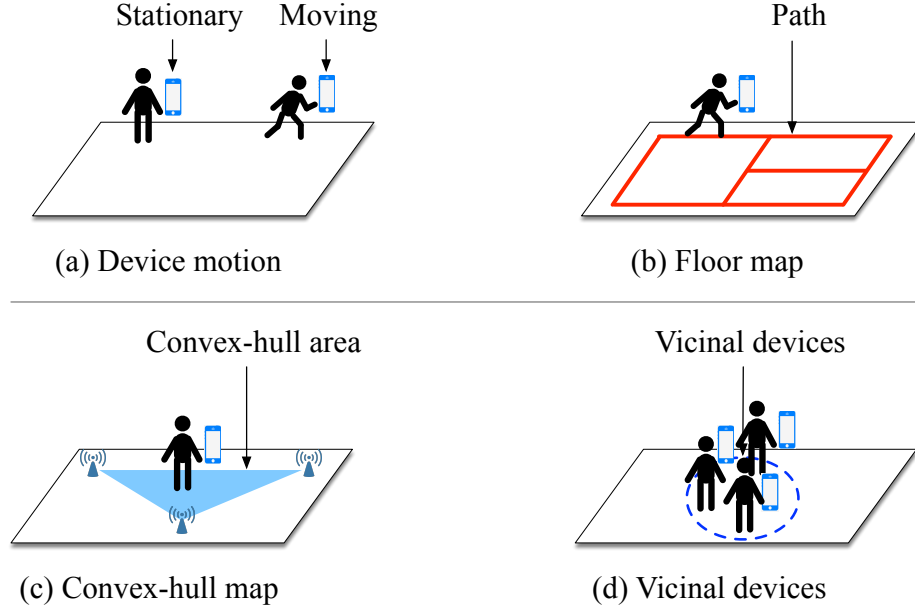 Stationary
Moving
Path
(a) Device motion
(b) Floor map
Convex-hull area
Vicinal devices
(c) Convex-hull map
(d) Vicinal devices